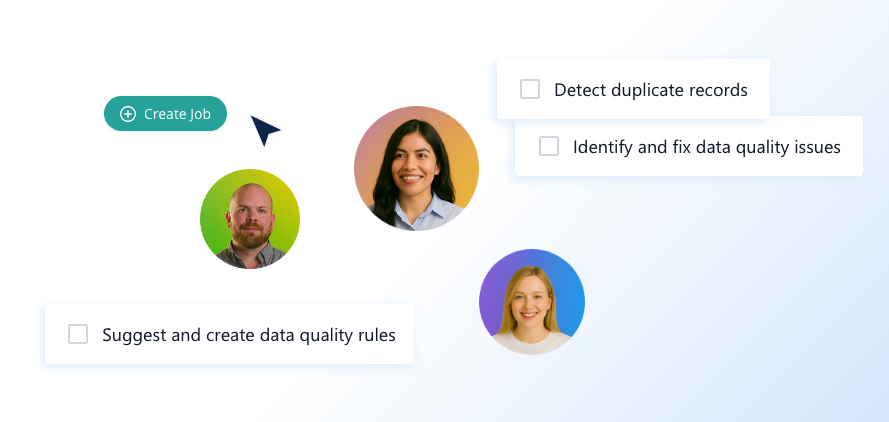 Detect duplicate records
Create Job
Identify and fix data quality issues
Suggest and create data quality rules